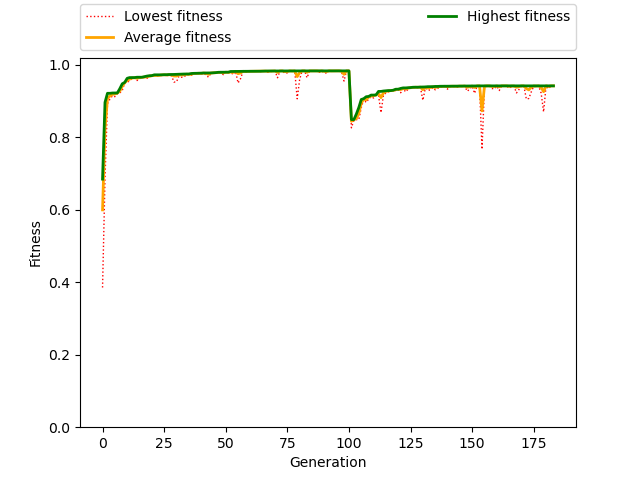 Lowest fitness
Average fitness
Highest fitness
1.0
0.8
0.6
0.4
0.2
0.0
Fitness
0 25 50 75 100 125 150 175
Generation